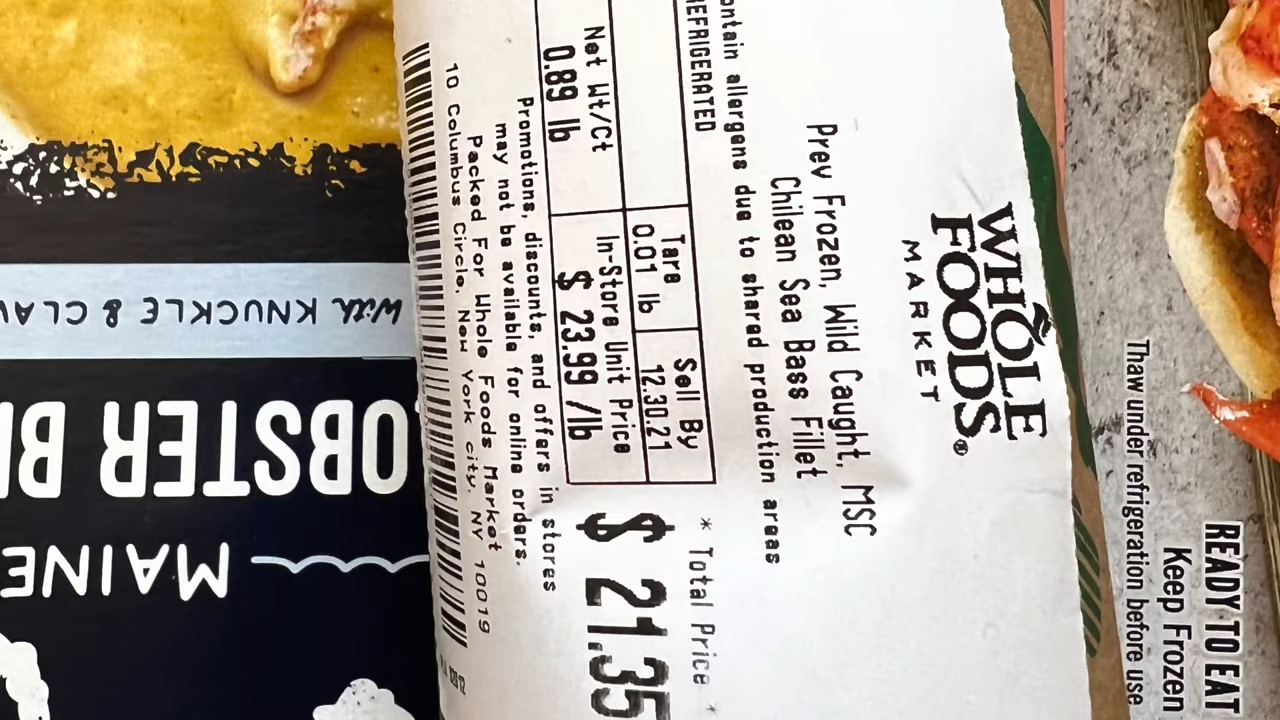 WHOLE
FOODS®
MARKET
Prev Frozen, Wild Caught, MSC
Chilean Sea Bass Fillet
ontain allergens due to shared production areas
REFRIGERATED
Tare
0.01 lb
Sell By
12.30.21
Net Wt/Ct
0.89 lb
In-Store Unit Price
$ 23.99 /lb
* Total Price *
$ 21.35
Promotions, discounts, and offers in stores
may not be available for online orders.
Packed For Whole Foods Market
10 Columbus Circle, New York city, NY 10019
MAINE
LOBSTER BI
With KNUCKLE & CLAW
READY TO EAT
Keep Frozen
Thaw under refrigeration before use